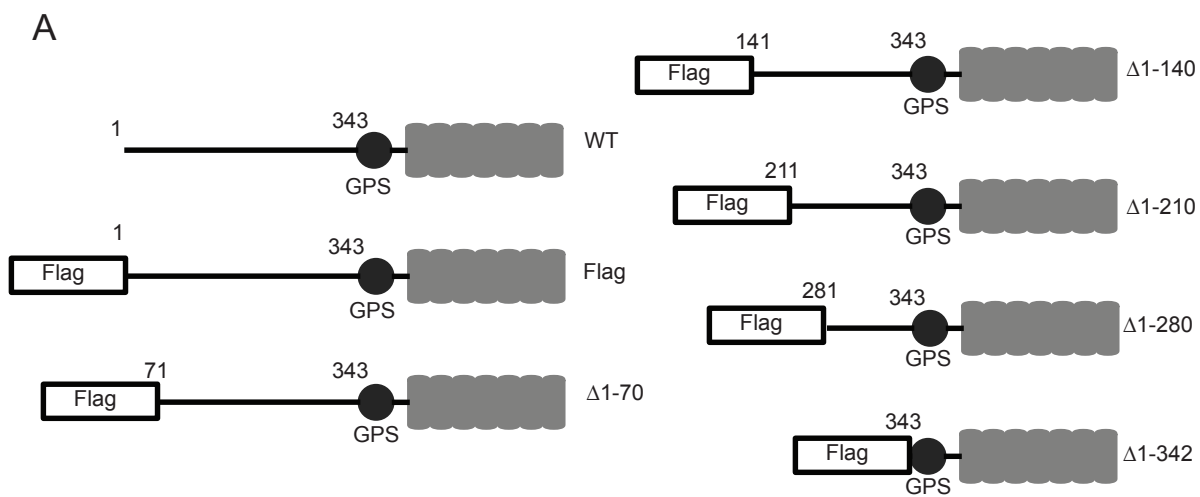 A
1
343
GPS
WT
1
Flag
343
GPS
Flag
71
Flag
343
GPS
Δ1-70
141
Flag
343
GPS
Δ1-140
211
Flag
343
GPS
Δ1-210
281
Flag
343
GPS
Δ1-280
343
Flag
GPS
Δ1-342